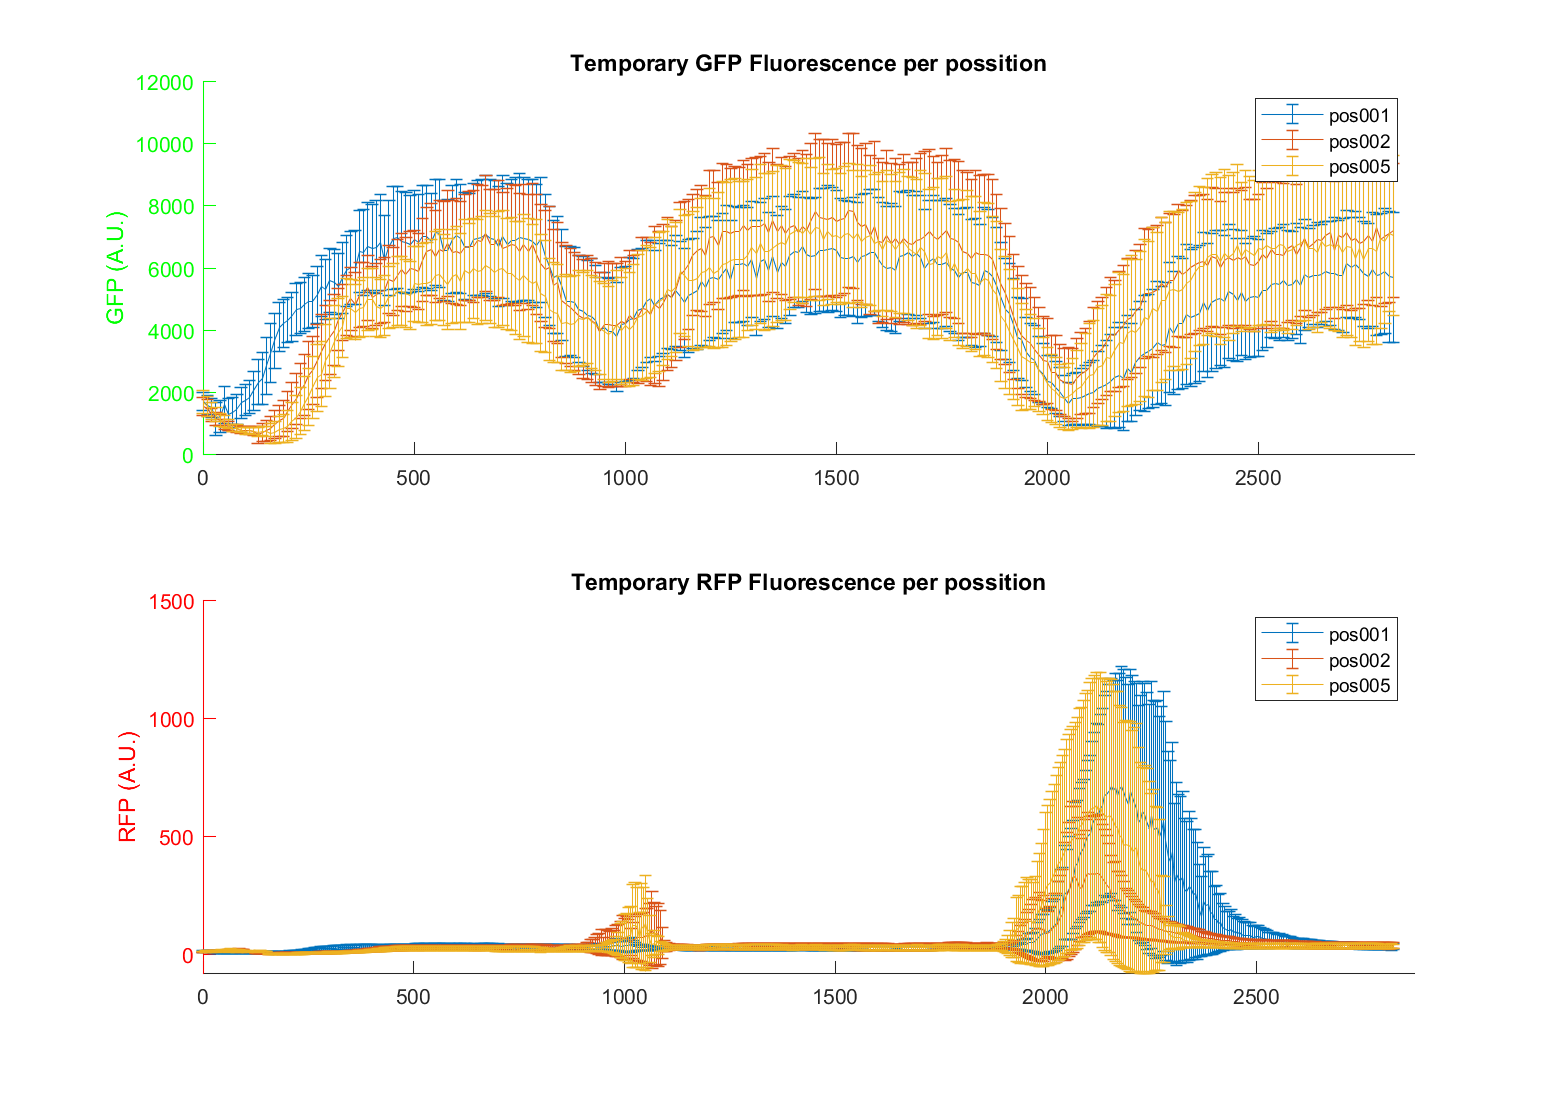 Temporary GFP Fluorescence per possition
12000
10000
8000
6000
4000
2000
0
GFP (A.U.)
pos001
pos002
pos005
0 500 1000 1500 2000 2500
Temporary RFP Fluorescence per possition
1500
1000
500
0
RFP (A.U.)
pos001
pos002
pos005
0 500 1000 1500 2000 2500